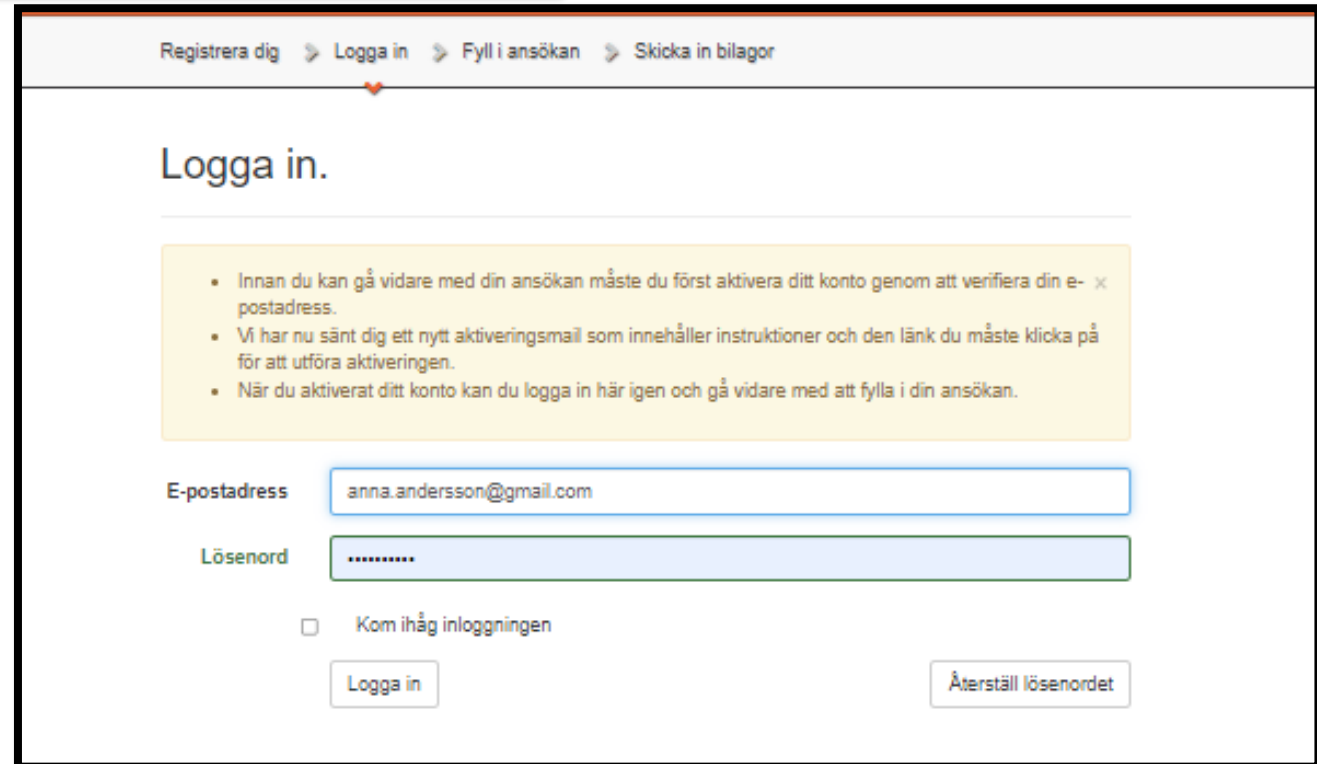 Registrera dig Logga in Fyll i ansökan Skicka in bilagor
Logga in.
Innan du kan gå vidare med din ansökan måste du först aktivera ditt konto genom att verifiera din e- ×
postadress.
Vi har nu sänt dig ett nytt aktiveringsmail som innehåller instruktioner och den länk du måste klicka på
för att utföra aktiveringen.
När du aktiverat ditt konto kan du logga in här igen och gå vidare med att fylla i din ansökan.
E-postadress anna.andersson@gmail.com
Lösenord ••••••••••
Kom ihåg inloggningen
Logga in Återställ lösenordet